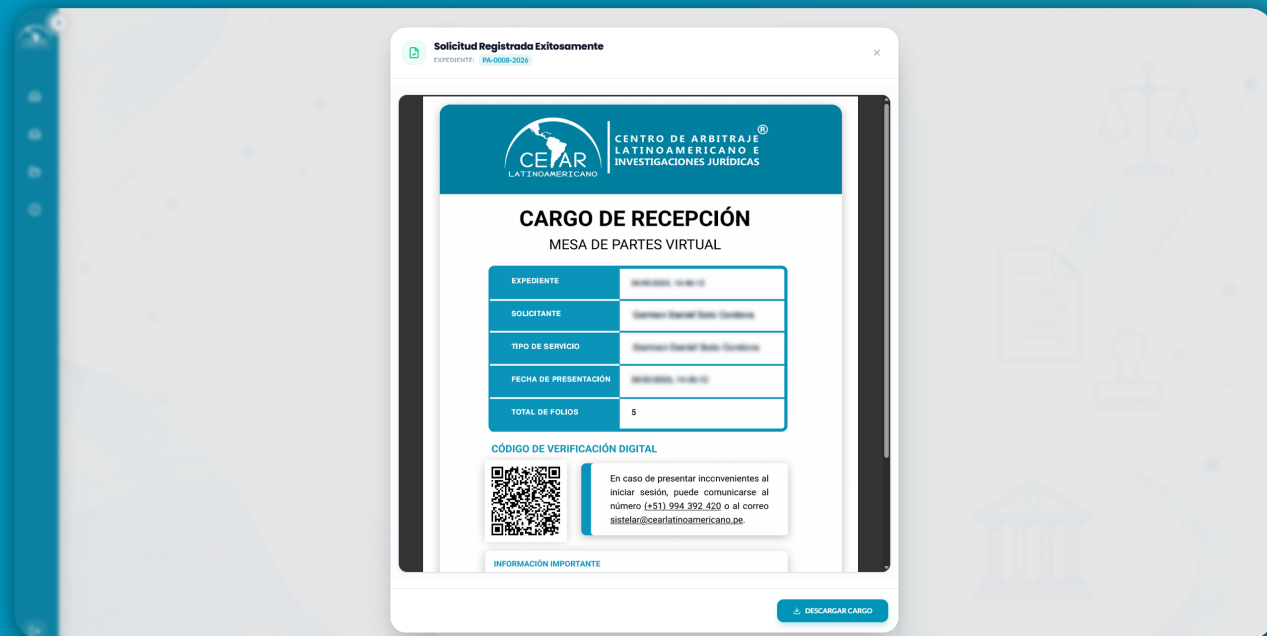 Solicitud Registrada Exitosamente
EXPEDIENTE: PA-0008-2026
CEAR
LATINOAMERICANO
CENTRO DE ARBITRAJE ®
LATINOAMERICANO E
INVESTIGACIONES JURÍDICAS
CARGO DE RECEPCIÓN
MESA DE PARTES VIRTUAL
EXPEDIENTE
SOLICITANTE
TIPO DE SERVICIO
FECHA DE PRESENTACIÓN
TOTAL DE FOLIOS 5
CÓDIGO DE VERIFICACIÓN DIGITAL
En caso de presentar inconvenientes al
iniciar sesión, puede comunicarse al
número (+51) 994 392 420 o al correo
sistelar@cearlatinoamericano.pe.
INFORMACIÓN IMPORTANTE
DESCARGAR CARGO